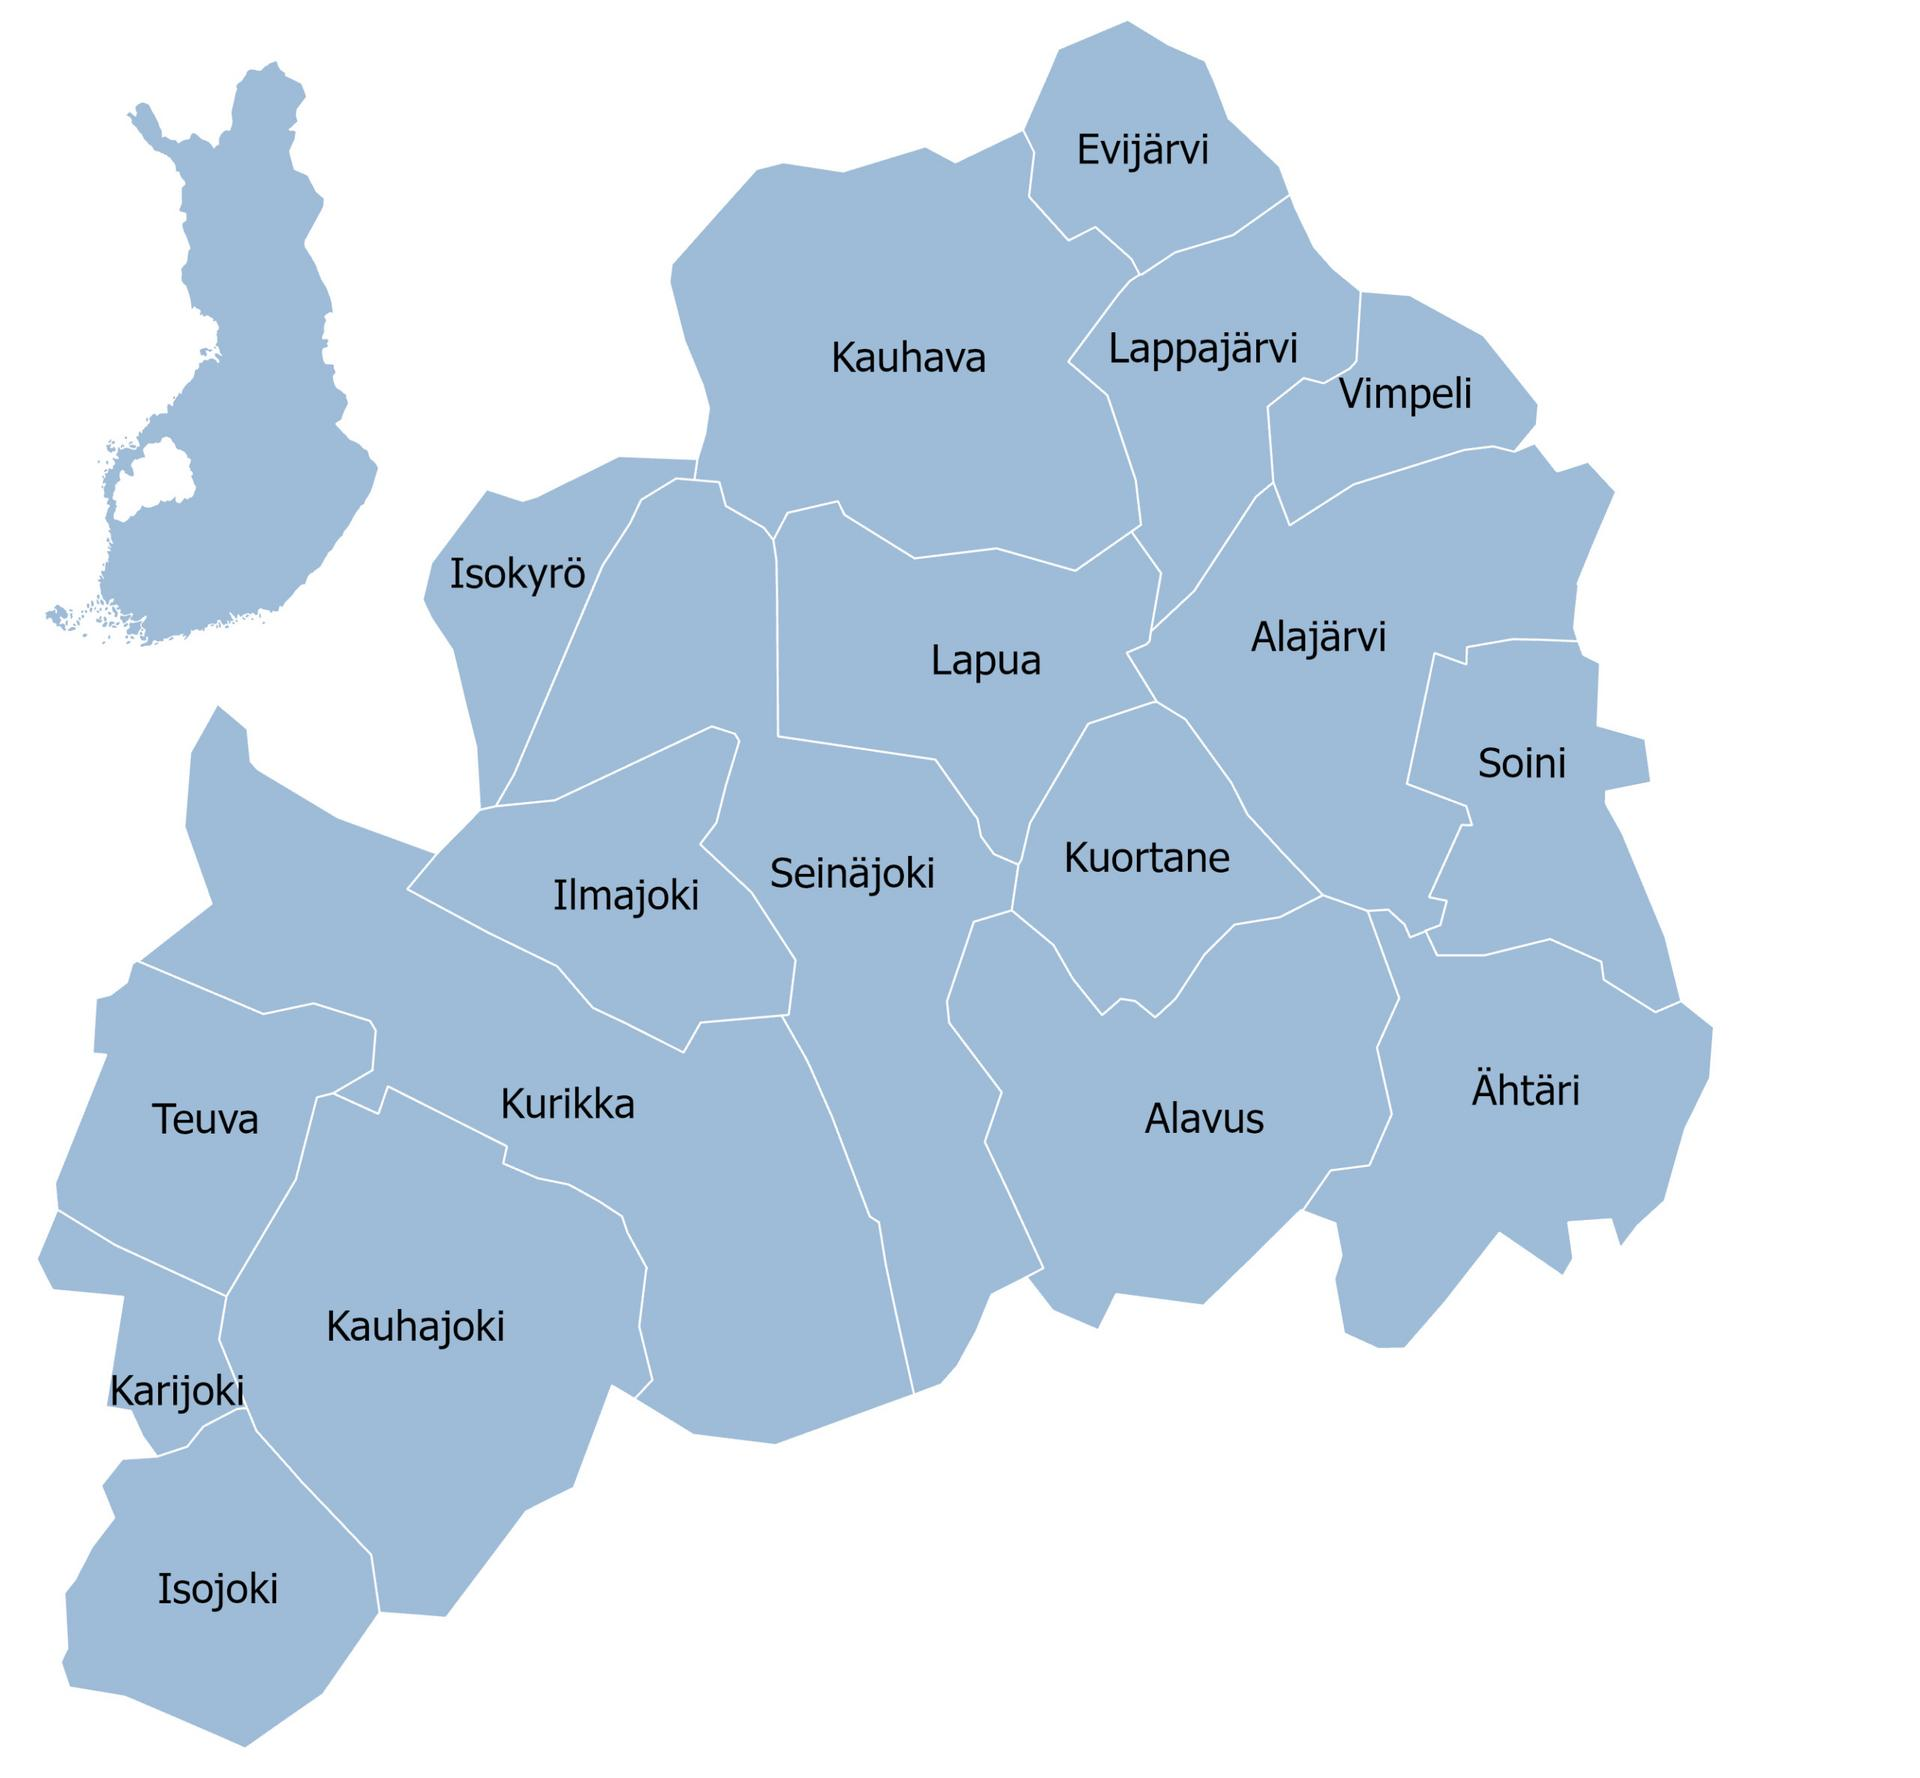 Evijärvi
Lappajärvi
Kauhava
Vimpeli
Isokyrö
Alajärvi
Lapua
Soini
Kuortane
Seinäjoki
Ilmajoki
Ähtäri
Kurikka
Alavus
Teuva
Kauhajoki
Karijoki
Isojoki